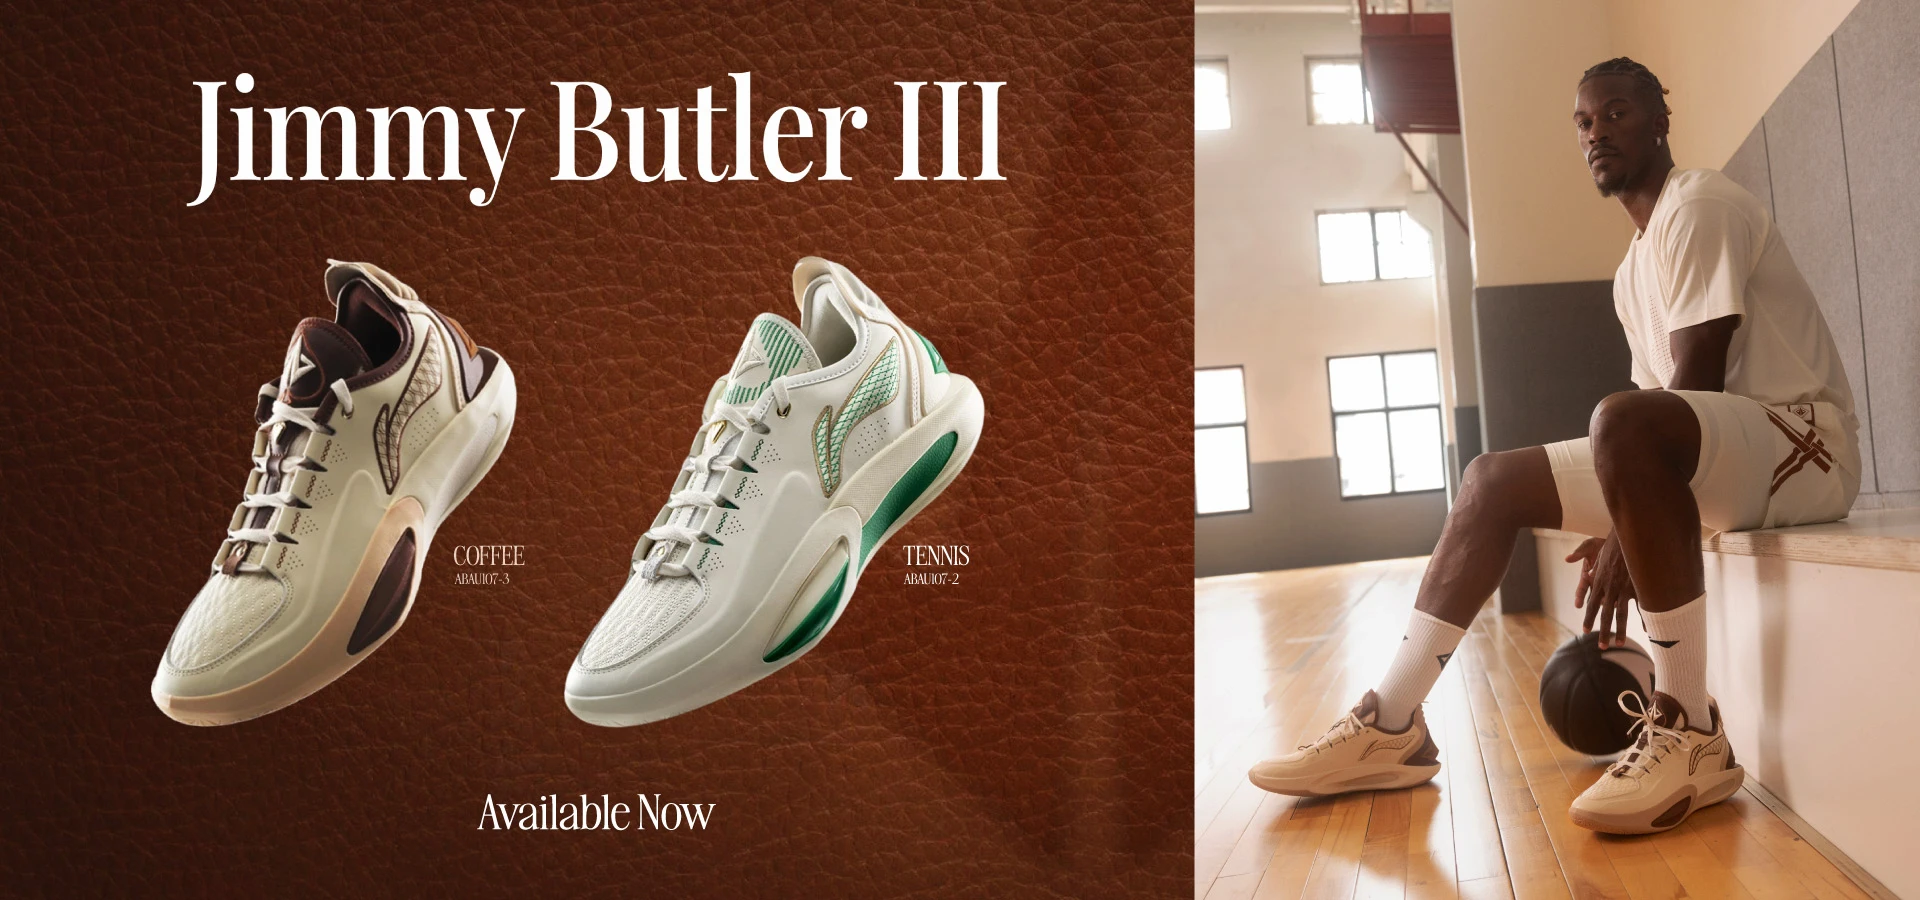 Jimmy Butler III
COFFEE
ABAU107-3
TENNIS
ABAU107-2
Available Now